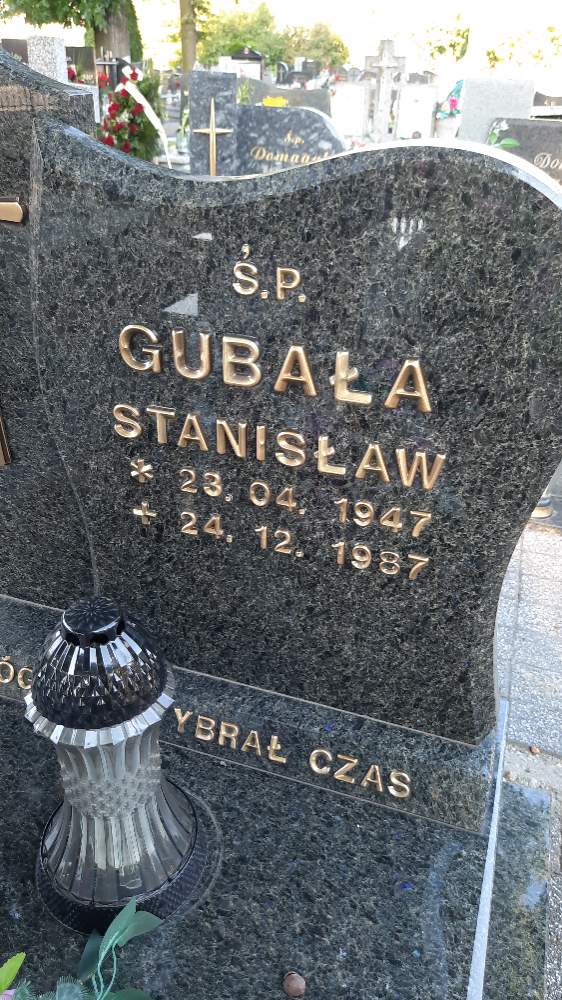 Ś.P.
GUBAŁA
STANISŁAW
* 23. 04. 1947
+ 24. 12. 1987
YBRAŁ CZAS
Ś.P.